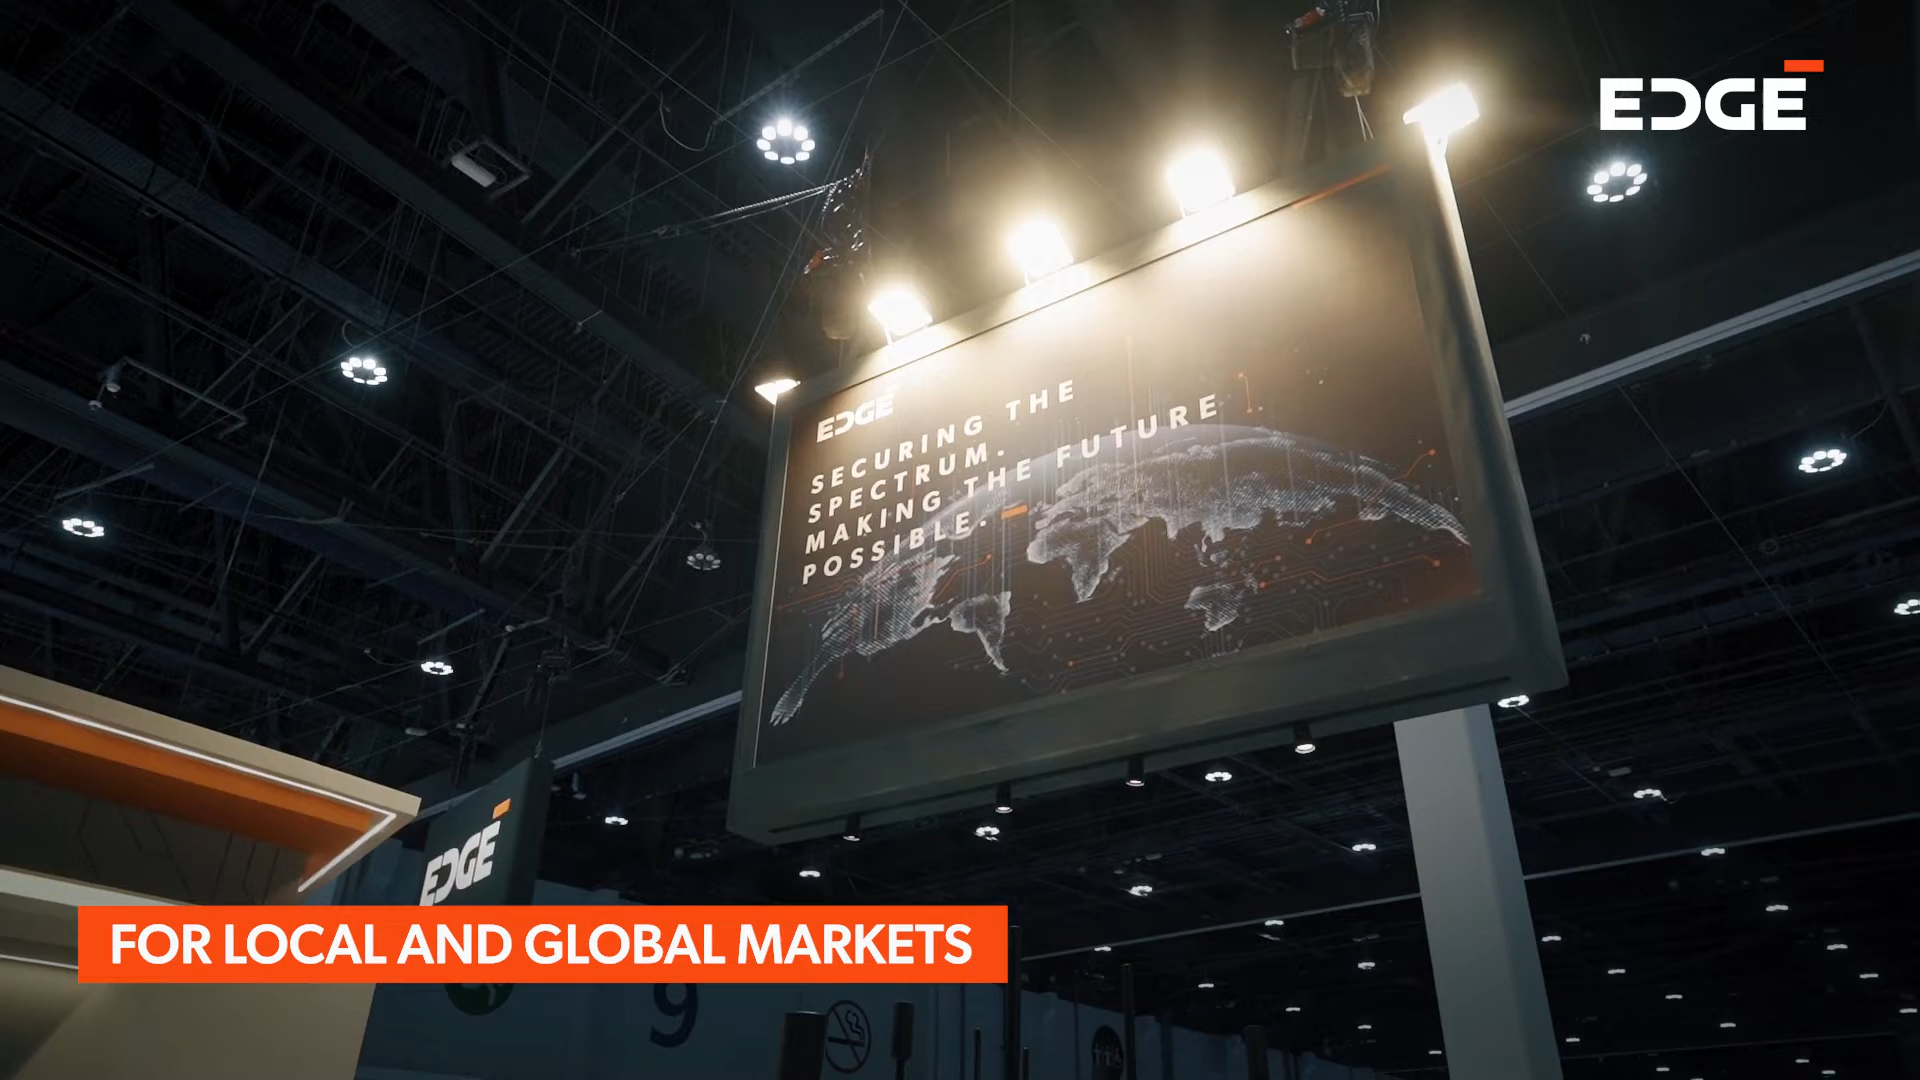 EDGE
EDGE
SECURING THE
SPECTRUM.
MAKING THE FUTURE
POSSIBLE.
EDGE
FOR LOCAL AND GLOBAL MARKETS
9